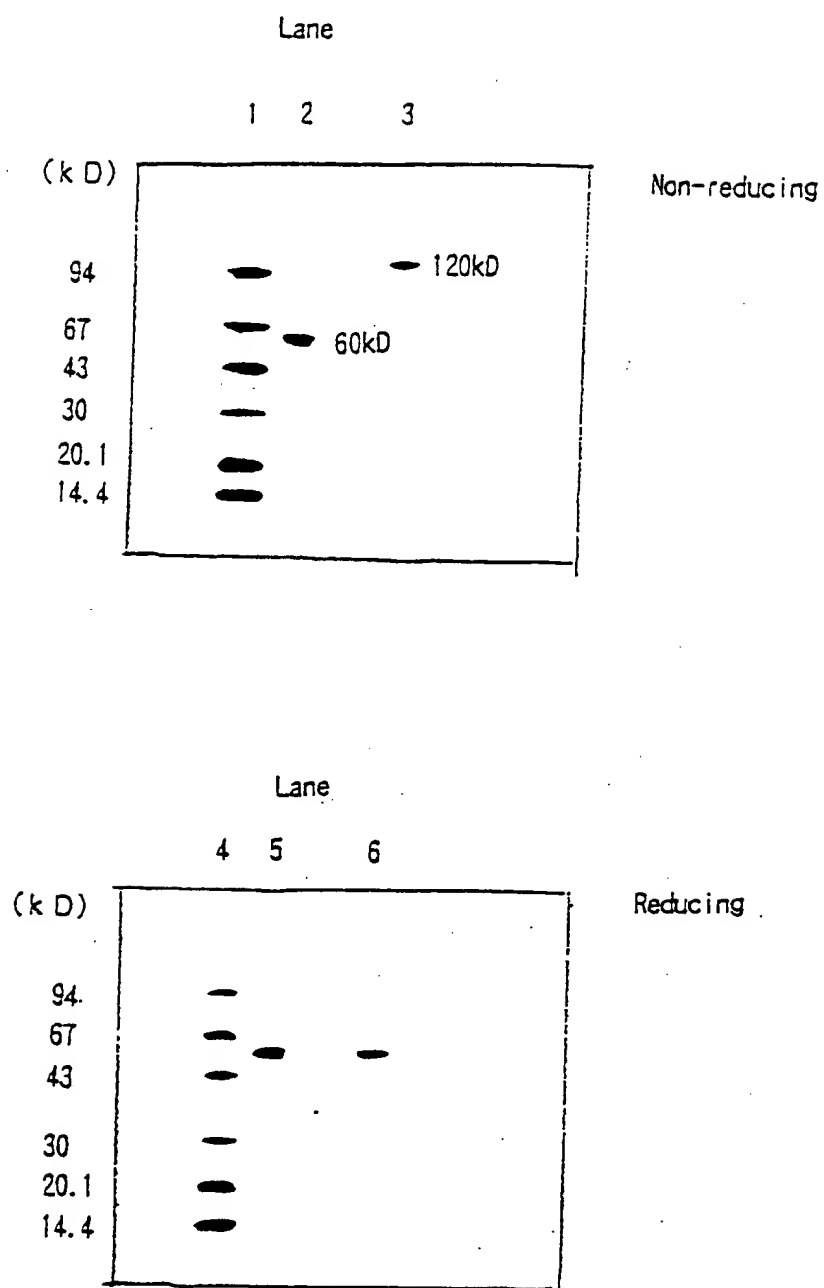 Lane
1 2 3
(kD) Non-reducing
94 120kD
67
60kD
43
30
20.1
14.4
Lane
4 5 6
(kD) Reducing
94.
67
43
30
20.1
14.4